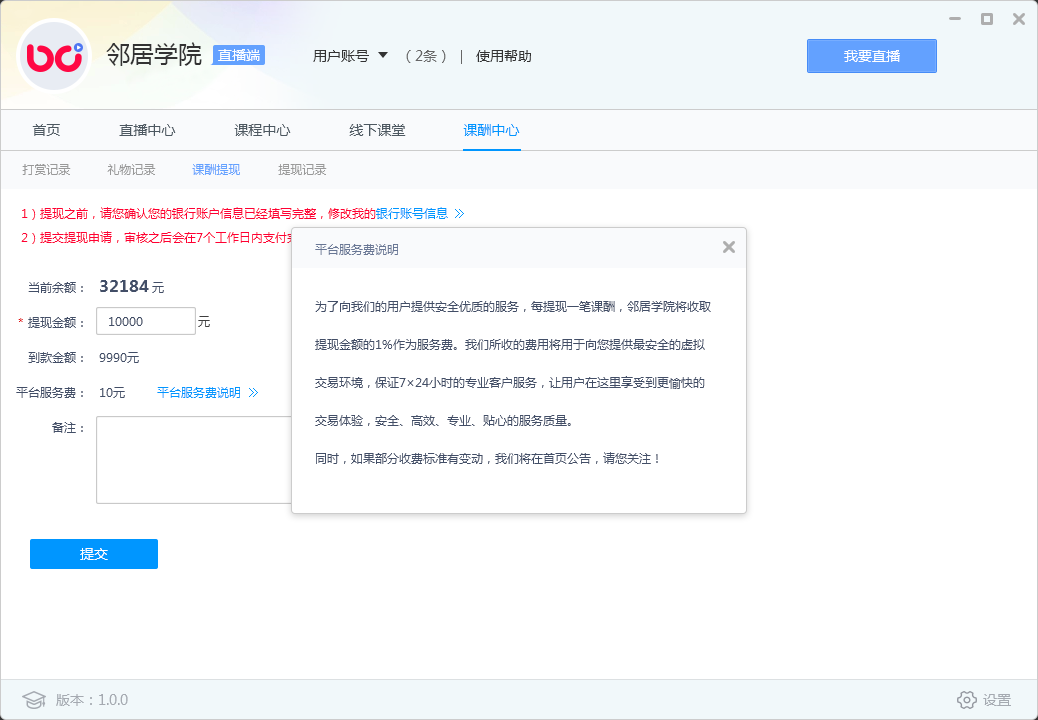 邻居学院 直播端 用户账号 （2条） | 使用帮助 我要直播
首页 直播中心 课程中心 线下课堂 课酬中心
打赏记录 礼物记录 课酬提现 提现记录
1）提现之前，请您确认您的银行账户信息已经填写完整，修改我的银行账号信息
2）提交提现申请，审核之后会在7个工作日内支付
平台服务费说明
为了向我们的用户提供安全优质的服务，每提现一笔课酬，邻居学院将收取
提现金额的1%作为服务费。我们所收的费用将用于向您提供最安全的虚拟
交易环境，保证7×24小时的专业客户服务，让用户在这里享受到更愉快的
交易体验，安全、高效、专业、贴心的服务质量。
同时，如果部分收费标准有变动，我们将在首页公告，请您关注！
当前余额： 32184 元
* 提现金额： 10000 元
到款金额： 9990元
平台服务费： 10元 平台服务费说明
备注：
提交
版本：1.0.0 设置